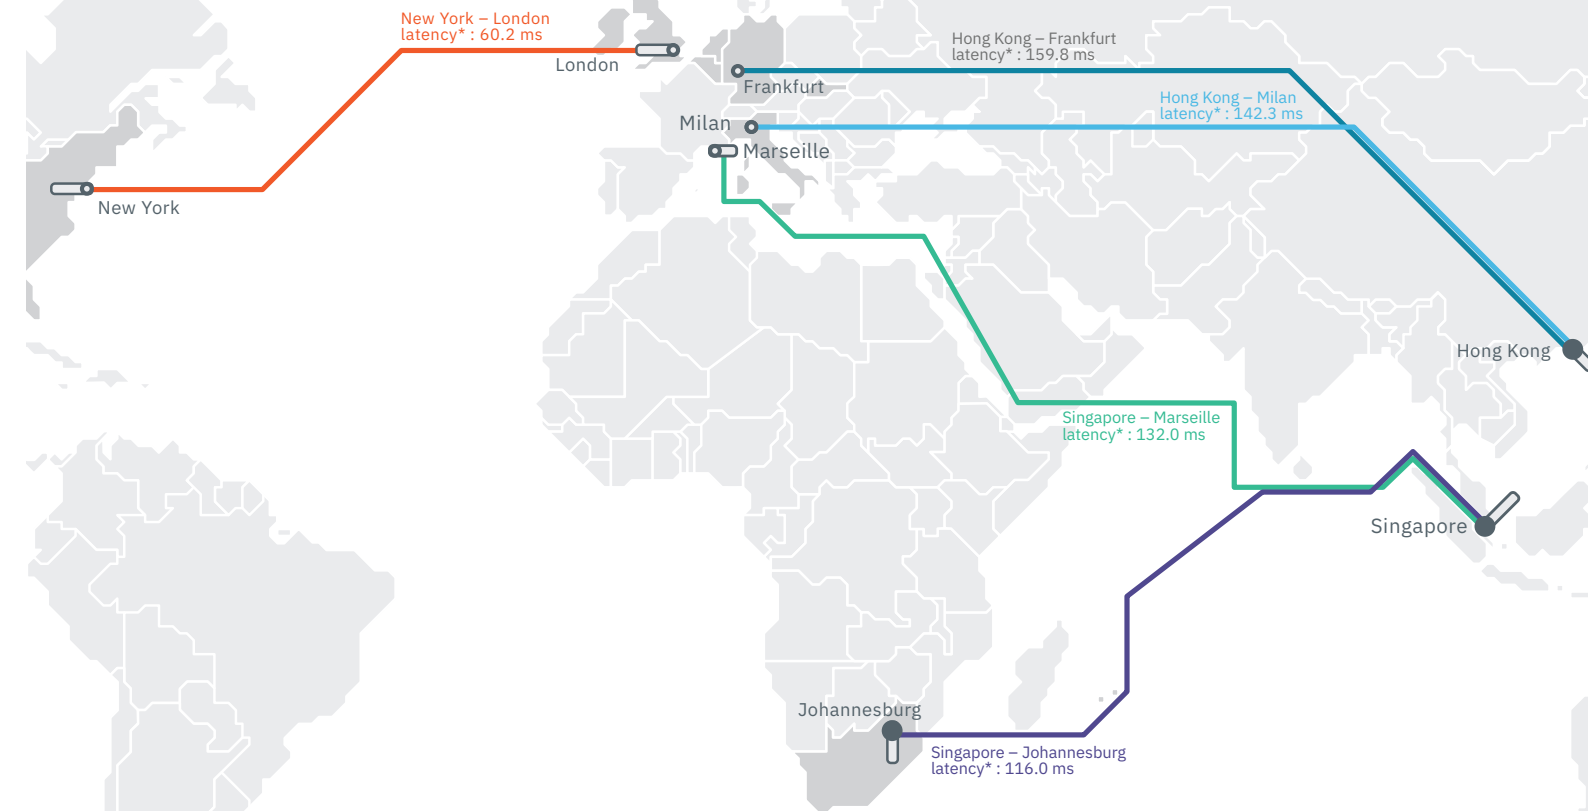 New York – London
latency* : 60.2 ms
London
Hong Kong – Frankfurt
latency* : 159.8 ms
Frankfurt
Hong Kong – Milan
latency* : 142.3 ms
Milan
Marseille
New York
Hong Kong
Singapore – Marseille
latency* : 132.0 ms
Singapore
Johannesburg
Singapore – Johannesburg
latency* : 116.0 ms